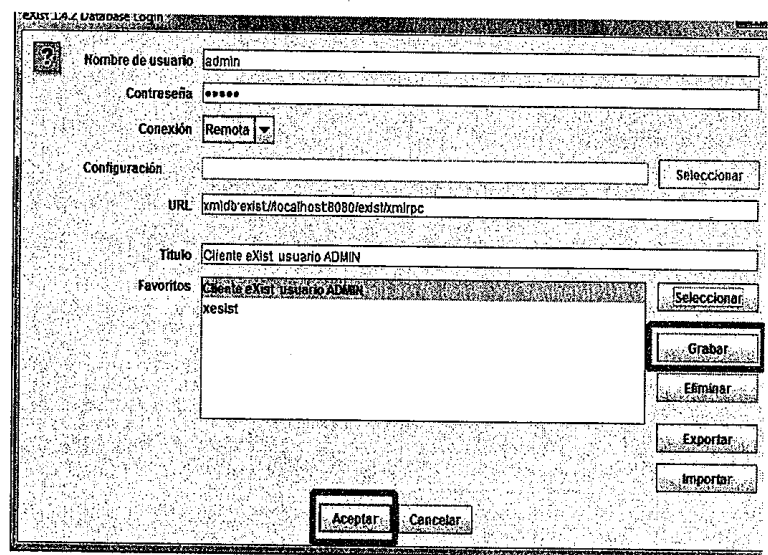 eXist 1.4.2 Database Login
Nombre de usuario admin
Contraseña •••••
Conexión Remota
Configuración Seleccionar
URL xmldb:exist://localhost:8080/exist/xmlrpc
Título Cliente eXist usuario ADMIN
Favoritos Cliente eXist usuario ADMIN Seleccionar
xesist
Grabar
Eliminar
Exportar
Importar
Aceptar Cancelar